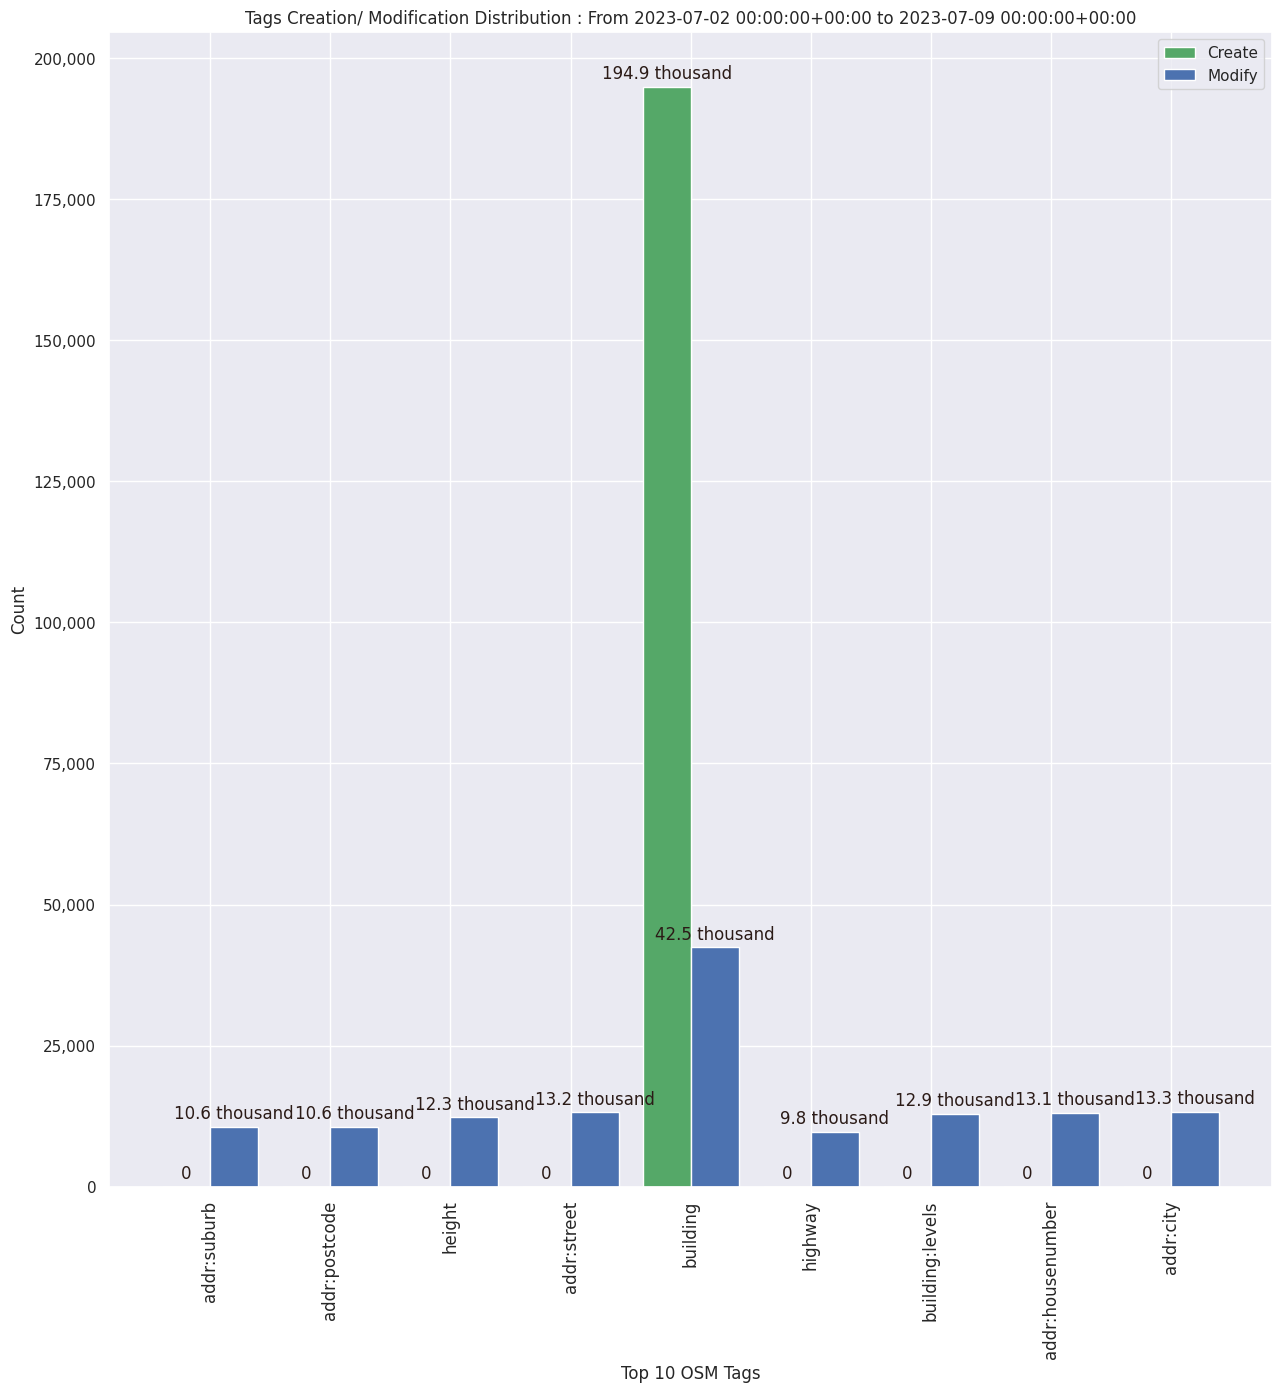 Tags Creation/ Modification Distribution : From 2023-07-02 00:00:00+00:00 to 2023-07-09 00:00:00+00:00
Create
Modify
200,000
175,000
150,000
125,000
100,000
75,000
50,000
25,000
0
Count
194.9 thousand
42.5 thousand
10.6 thousand
10.6 thousand
12.3 thousand
13.2 thousand
9.8 thousand
12.9 thousand
13.1 thousand
13.3 thousand
0
0
0
0
0
0
0
0
addr:suburb
addr:postcode
height
addr:street
building
highway
building:levels
addr:housenumber
addr:city
Top 10 OSM Tags